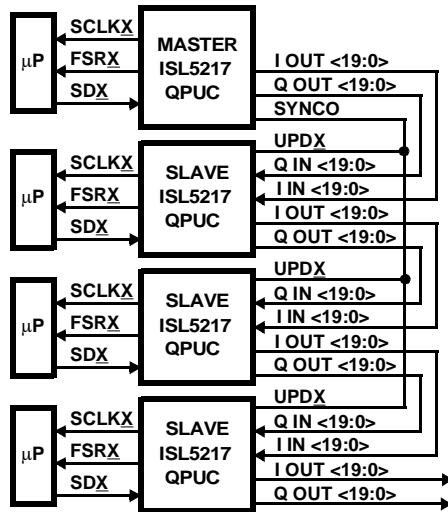 μP
SCLKX
FSRX
SDX
MASTER
ISL5217
QPUC
I OUT <19:0>
Q OUT <19:0>
SYNCO
μP
SCLKX
FSRX
SDX
SLAVE
ISL5217
QPUC
UPDX
Q IN <19:0>
I IN <19:0>
I OUT <19:0>
Q OUT <19:0>
μP
SCLKX
FSRX
SDX
SLAVE
ISL5217
QPUC
UPDX
Q IN <19:0>
I IN <19:0>
I OUT <19:0>
Q OUT <19:0>
μP
SCLKX
FSRX
SDX
SLAVE
ISL5217
QPUC
UPDX
Q IN <19:0>
I IN <19:0>
I OUT <19:0>
Q OUT <19:0>